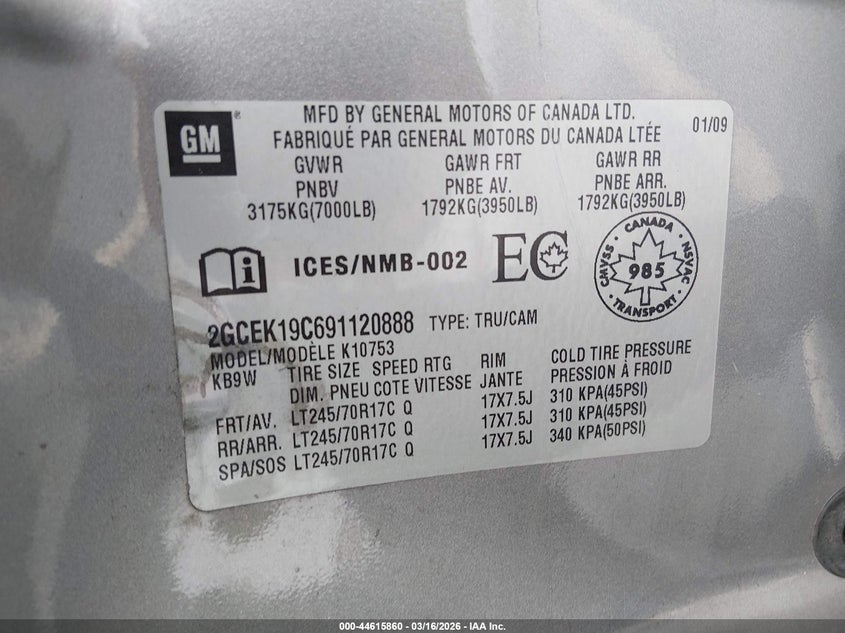 GM
MFD BY GENERAL MOTORS OF CANADA LTD.
FABRIQUÉ PAR GENERAL MOTORS DU CANADA LTÉE
01/09
GVWR GAWR FRT GAWR RR
PNBV PNBE AV. PNBE ARR.
3175KG(7000LB) 1792KG(3950LB) 1792KG(3950LB)
ICES/NMB-002 EC
CANADA
CMVSS 985 NSVAC
TRANSPORT
2GCEK19C691120888 TYPE: TRU/CAM
MODEL/MODÈLE K10753
KB9W TIRE SIZE SPEED RTG RIM COLD TIRE PRESSURE
DIM. PNEU COTE VITESSE JANTE PRESSION À FROID
FRT/AV. LT245/70R17C Q 17X7.5J 310 KPA(45PSI)
RR/ARR. LT245/70R17C Q 17X7.5J 310 KPA(45PSI)
SPA/SOS LT245/70R17C Q 17X7.5J 340 KPA(50PSI)
000-44615860 - 03/16/2026 - IAA Inc.